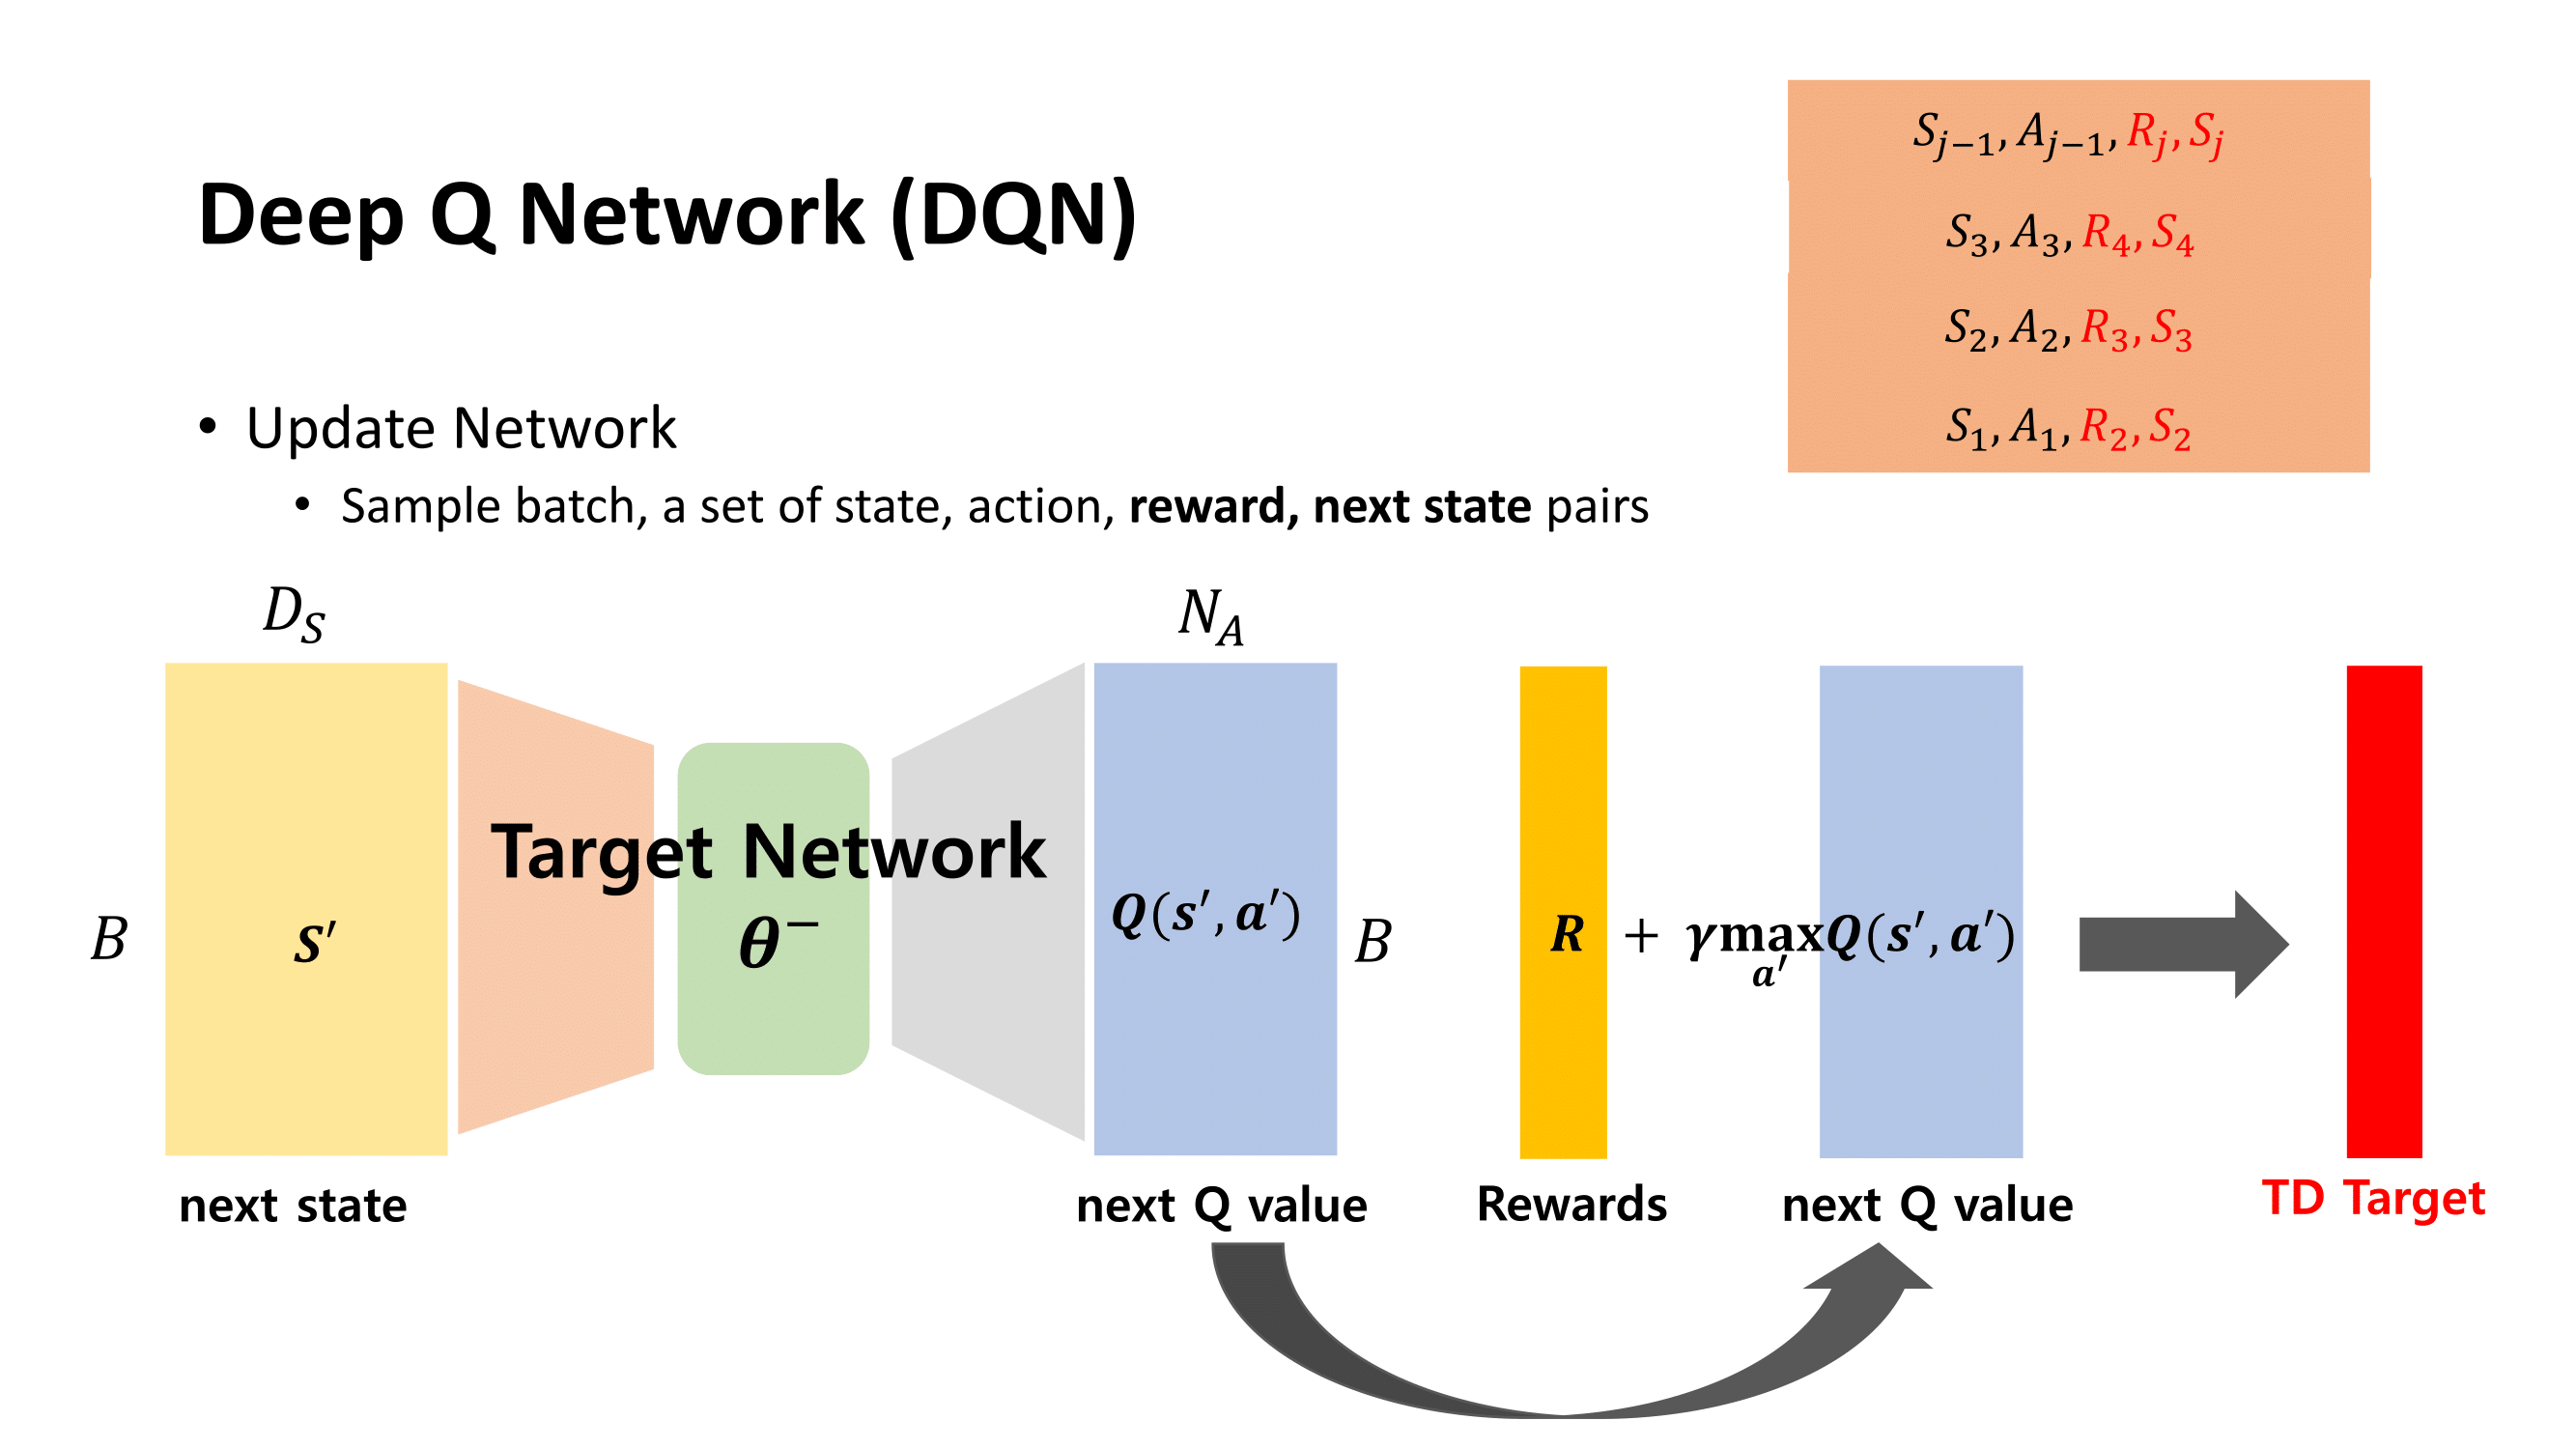 Deep Q Network (DQN)
S_{j−1}, A_{j−1}, R_j, S_j
S_3, A_3, R_4, S_4
S_2, A_2, R_3, S_3
S_1, A_1, R_2, S_2
• Update Network
• Sample batch, a set of state, action, reward, next state pairs
D_S
N_A
Target Network
B
s′
θ^−
Q(s′, a′)
B
R + γ max_{a′} Q(s′, a′)
next state
next Q value
Rewards
next Q value
TD Target